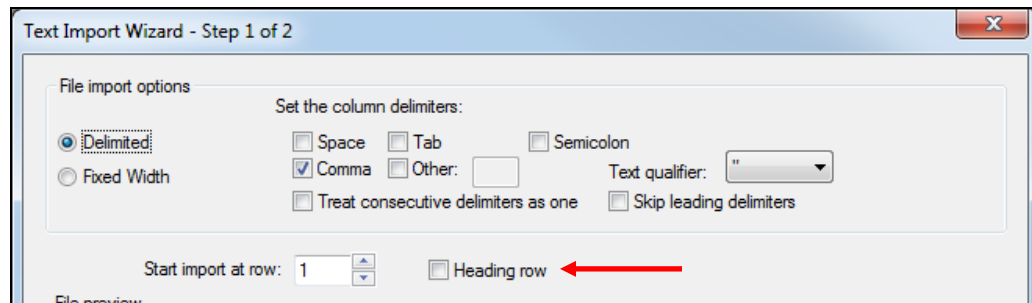 Text Import Wizard - Step 1 of 2
File import options
Set the column delimiters:
Delimited
Space Tab Semicolon
Fixed Width
Comma Other: Text qualifier: "
Treat consecutive delimiters as one Skip leading delimiters
Start import at row: 1 Heading row
File preview